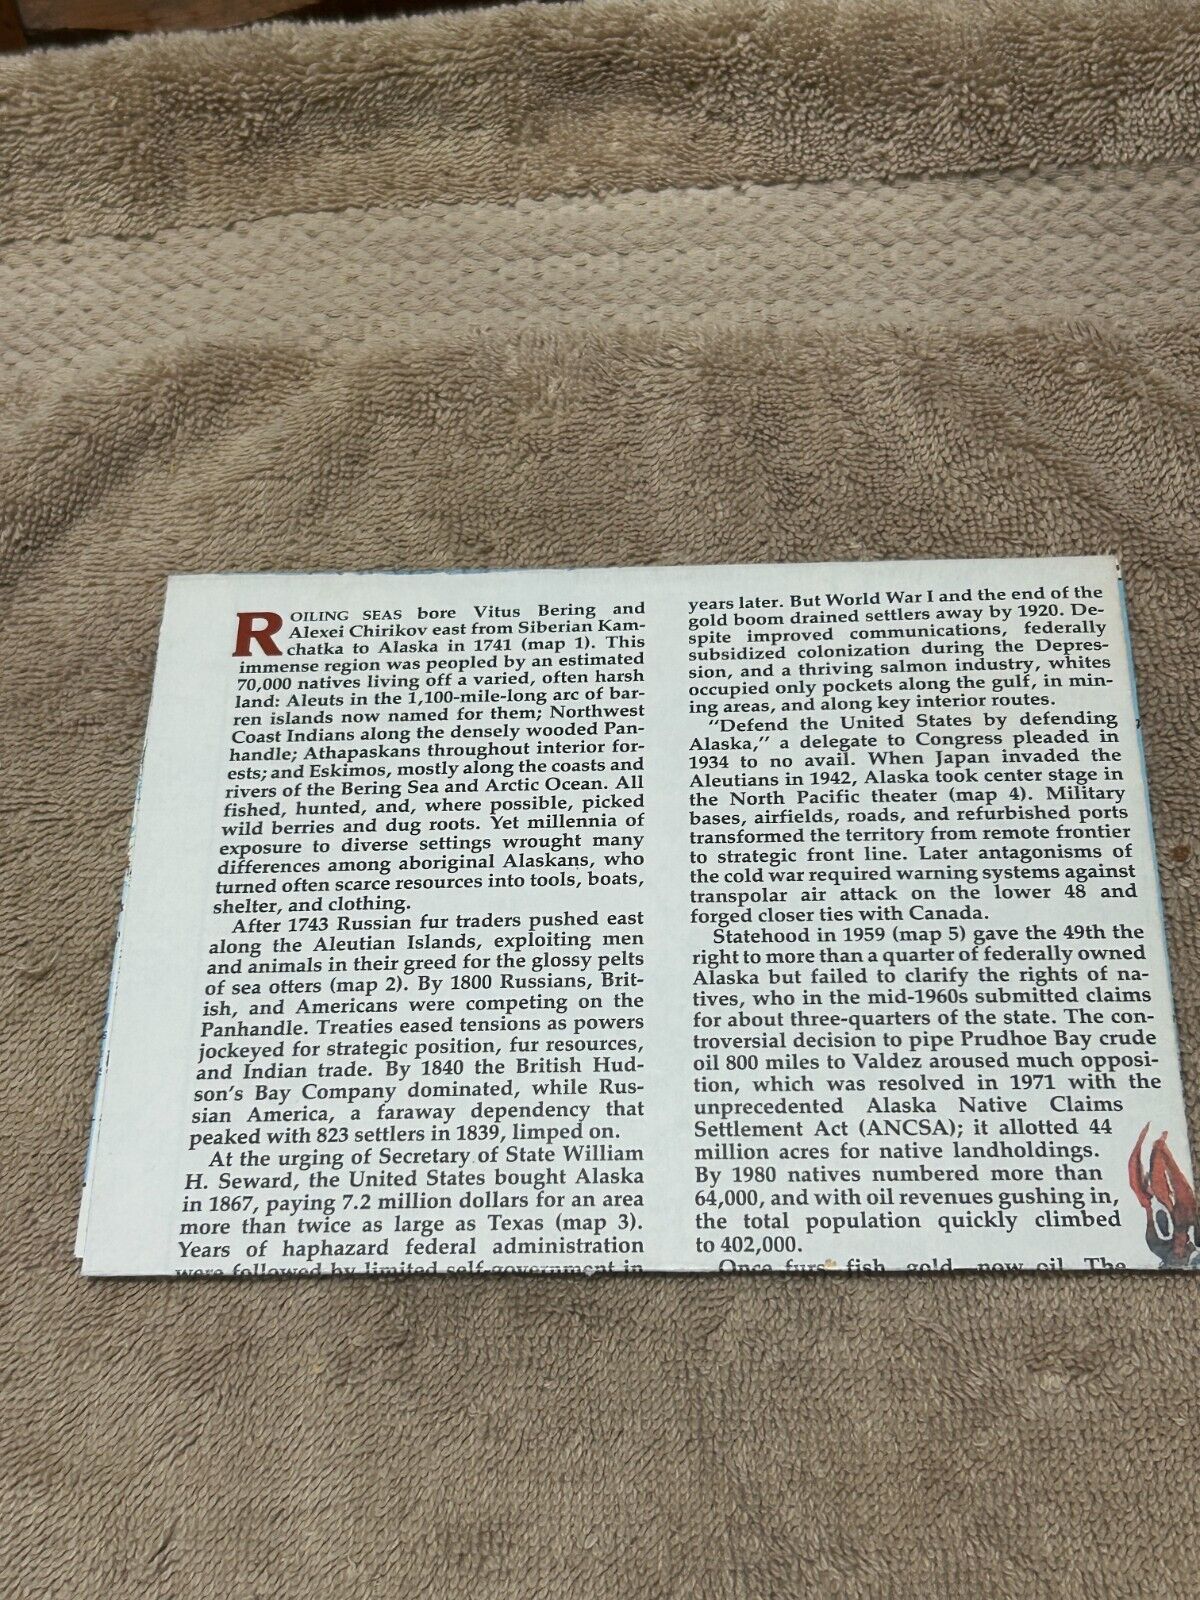 ROILING SEAS bore Vitus Bering and
Alexei Chirikov east from Siberian Kam-
chatka to Alaska in 1741 (map 1). This
immense region was peopled by an estimated
70,000 natives living off a varied, often harsh
land: Aleuts in the 1,100-mile-long arc of bar-
ren islands now named for them; Northwest
Coast Indians along the densely wooded Pan-
handle; Athapaskans throughout interior for-
ests; and Eskimos, mostly along the coasts and
rivers of the Bering Sea and Arctic Ocean. All
fished, hunted, and, where possible, picked
wild berries and dug roots. Yet millennia of
exposure to diverse settings wrought many
differences among aboriginal Alaskans, who
turned often scarce resources into tools, boats,
shelter, and clothing.
After 1743 Russian fur traders pushed east
along the Aleutian Islands, exploiting men
and animals in their greed for the glossy pelts
of sea otters (map 2). By 1800 Russians, Brit-
ish, and Americans were competing on the
Panhandle. Treaties eased tensions as powers
jockeyed for strategic position, fur resources,
and Indian trade. By 1840 the British Hud-
son's Bay Company dominated, while Rus-
sian America, a faraway dependency that
peaked with 823 settlers in 1839, limped on.
At the urging of Secretary of State William
H. Seward, the United States bought Alaska
in 1867, paying 7.2 million dollars for an area
more than twice as large as Texas (map 3).
Years of haphazard federal administration
were followed by limited self-government in
years later. But World War I and the end of the
gold boom drained settlers away by 1920. De-
spite improved communications, federally
subsidized colonization during the Depres-
sion, and a thriving salmon industry, whites
occupied only pockets along the gulf, in min-
ing areas, and along key interior routes.
"Defend the United States by defending
Alaska," a delegate to Congress pleaded in
1934 to no avail. When Japan invaded the
Aleutians in 1942, Alaska took center stage in
the North Pacific theater (map 4). Military
bases, airfields, roads, and refurbished ports
transformed the territory from remote frontier
to strategic front line. Later antagonisms of
the cold war required warning systems against
transpolar air attack on the lower 48 and
forged closer ties with Canada.
Statehood in 1959 (map 5) gave the 49th the
right to more than a quarter of federally owned
Alaska but failed to clarify the rights of na-
tives, who in the mid-1960s submitted claims
for about three-quarters of the state. The con-
troversial decision to pipe Prudhoe Bay crude
oil 800 miles to Valdez aroused much opposi-
tion, which was resolved in 1971 with the
unprecedented Alaska Native Claims
Settlement Act (ANCSA); it allotted 44
million acres for native landholdings.
By 1980 natives numbered more than
64,000, and with oil revenues gushing in,
the total population quickly climbed
to 402,000.
Once furs, fish, gold, now oil. The